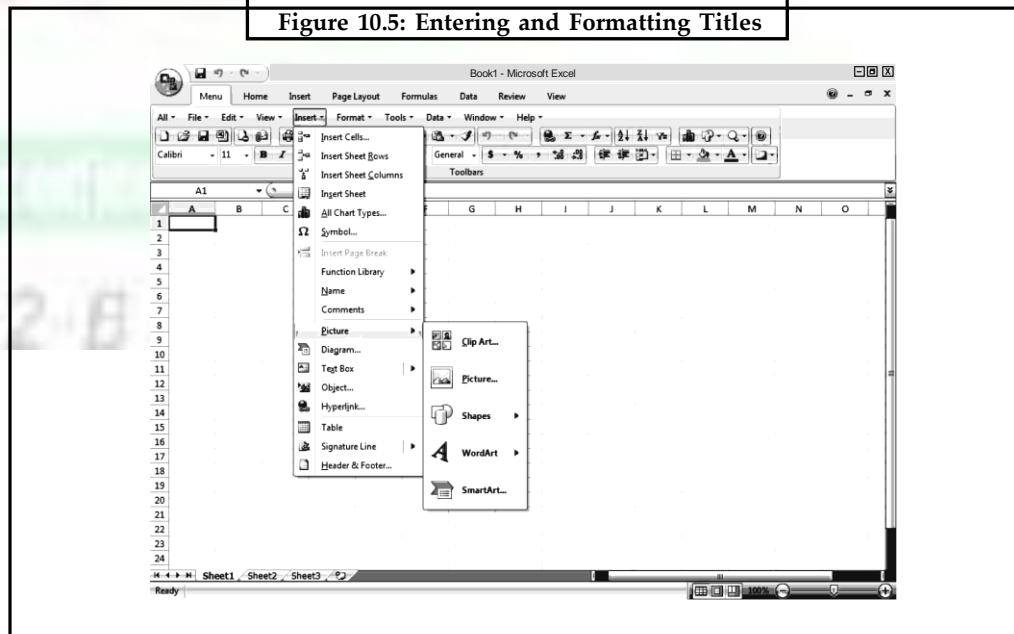 Figure 10.5: Entering and Formatting Titles
Book1 - Microsoft Excel
Menu Home Insert Page Layout Formulas Data Review View
All File Edit View Insert Format Tools Data Window Help
Calibri 11 B I General $ % ,
Toolbars
A1
A B C F G H I J K L M N O
Insert Cells...
Insert Sheet Rows
Insert Sheet Columns
Insert Sheet
All Chart Types...
Symbol...
Insert Page Break
Function Library
Name
Comments
Picture
Diagram...
Text Box
Object...
Hyperlink...
Table
Signature Line
Header & Footer...
Clip Art...
Picture...
Shapes
WordArt
SmartArt...
1
2
3
4
5
6
7
8
9
10
11
12
13
14
15
16
17
18
19
20
21
22
23
24
Sheet1 Sheet2 Sheet3
Ready 100%